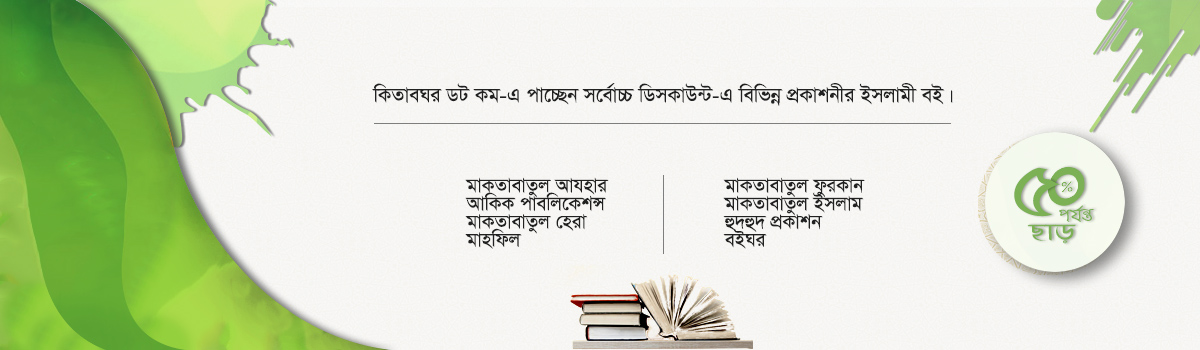 কিতাবঘর ডট কম-এ পাচ্ছেন সর্বোচ্চ ডিসকাউন্ট-এ বিভিন্ন প্রকাশনীর ইসলামী বই।
মাকতাবাতুল আযহার
আকিক পাবলিকেশন্স
মাকতাবাতুল হেরা
মাহফিল
মাকতাবাতুল ফুরকান
মাকতাবাতুল ইসলাম
হুদহুদ প্রকাশন
বইঘর
৫০%
পর্যন্ত
ছাড়